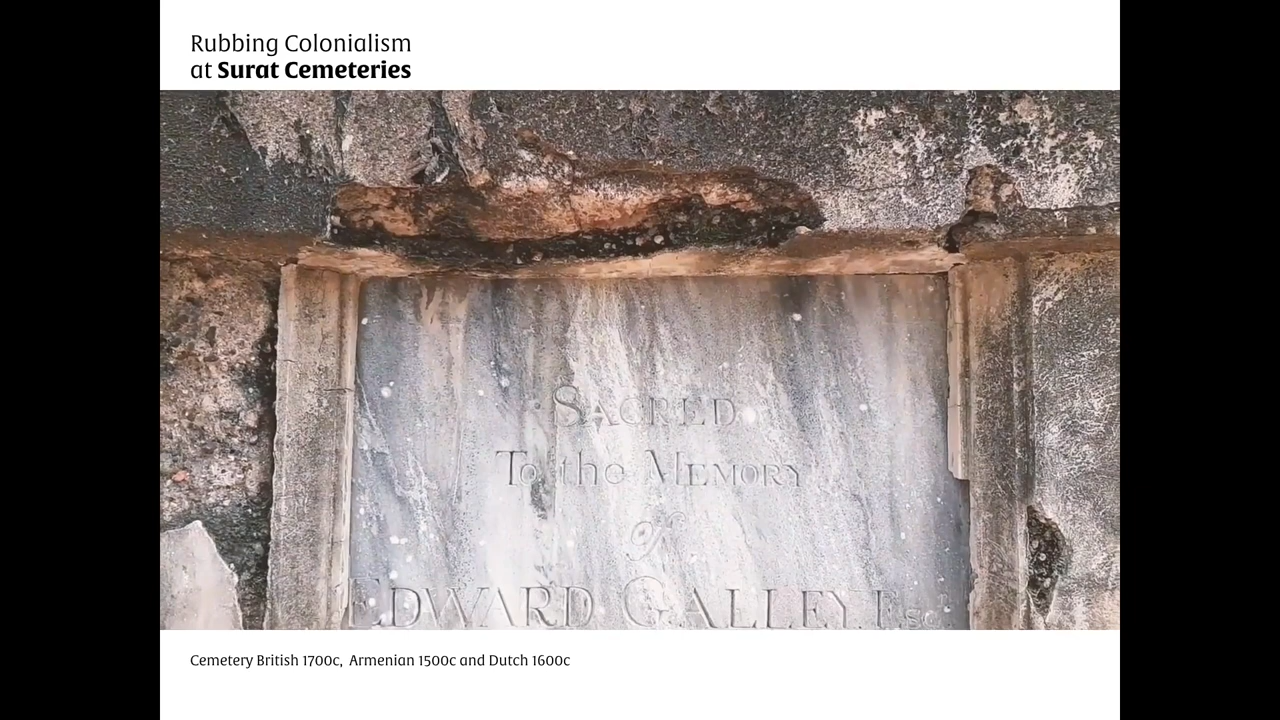 Rubbing Colonialism
at Surat Cemeteries
SACRED
To the MEMORY
of
EDWARD GALLEY Esqr.
Cemetery British 1700c,  Armenian 1500c and Dutch 1600c